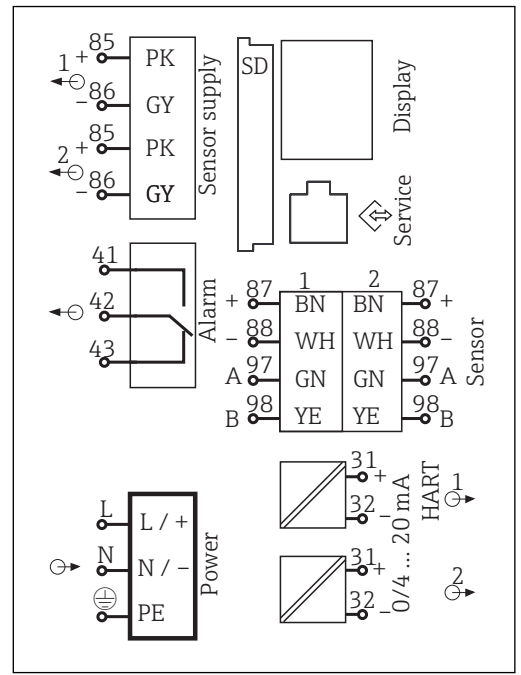 85
1 +
PK
86
-
GY
85
2 +
PK
86
-
GY
Sensor supply
SD
Display
Service
41
42
43
Alarm
1 2
+ 87 BN BN 87 +
- 88 WH WH 88 -
A 97 GN GN 97 A
B 98 YE YE 98 B
Sensor
L L / +
N N / -
PE
Power
31 +
32 -
31 +
32 -
0/4 ... 20 mA
HART
1
2